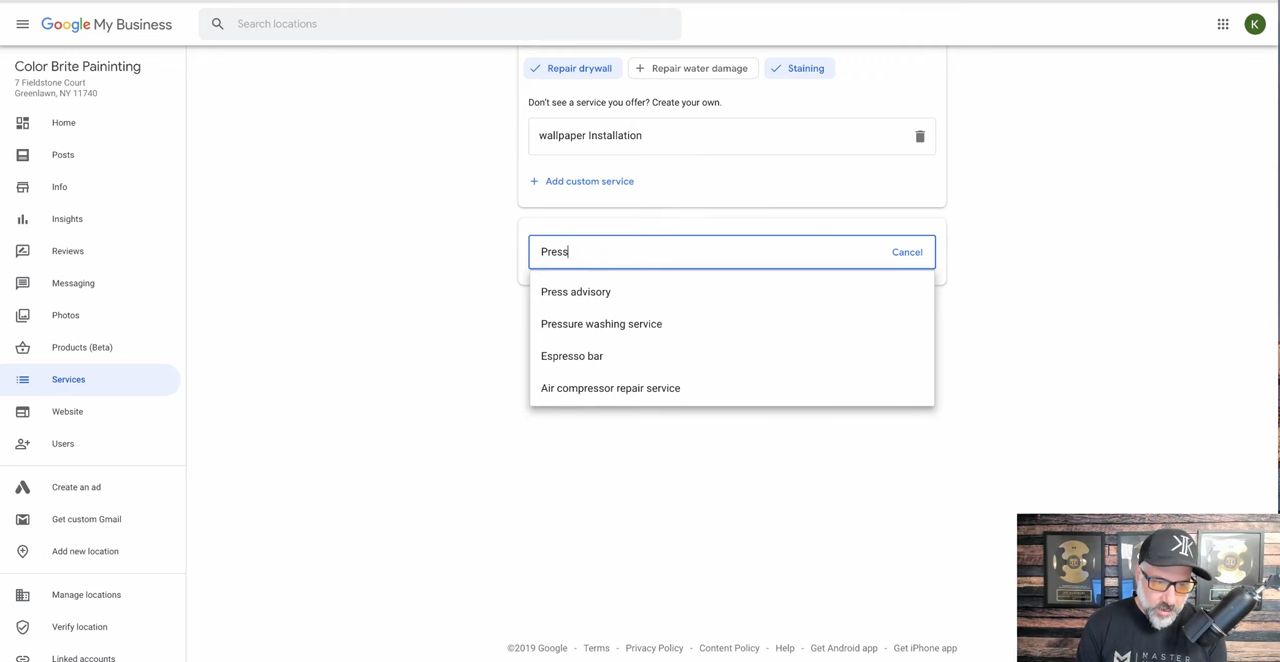 Google My Business
Search locations
K
Color Brite Paininting
7 Fieldstone Court
Greenlawn, NY 11740
Home
Posts
Info
Insights
Reviews
Messaging
Photos
Products (Beta)
Services
Website
Users
Create an ad
Get custom Gmail
Add new location
Manage locations
Verify location
Linked accounts
Repair drywall
Repair water damage
Staining
Don't see a service you offer? Create your own.
wallpaper Installation
Add custom service
Press
Cancel
Press advisory
Pressure washing service
Espresso bar
Air compressor repair service
©2019 Google - Terms - Privacy Policy - Content Policy - Help - Get Android app - Get iPhone app
MASTER